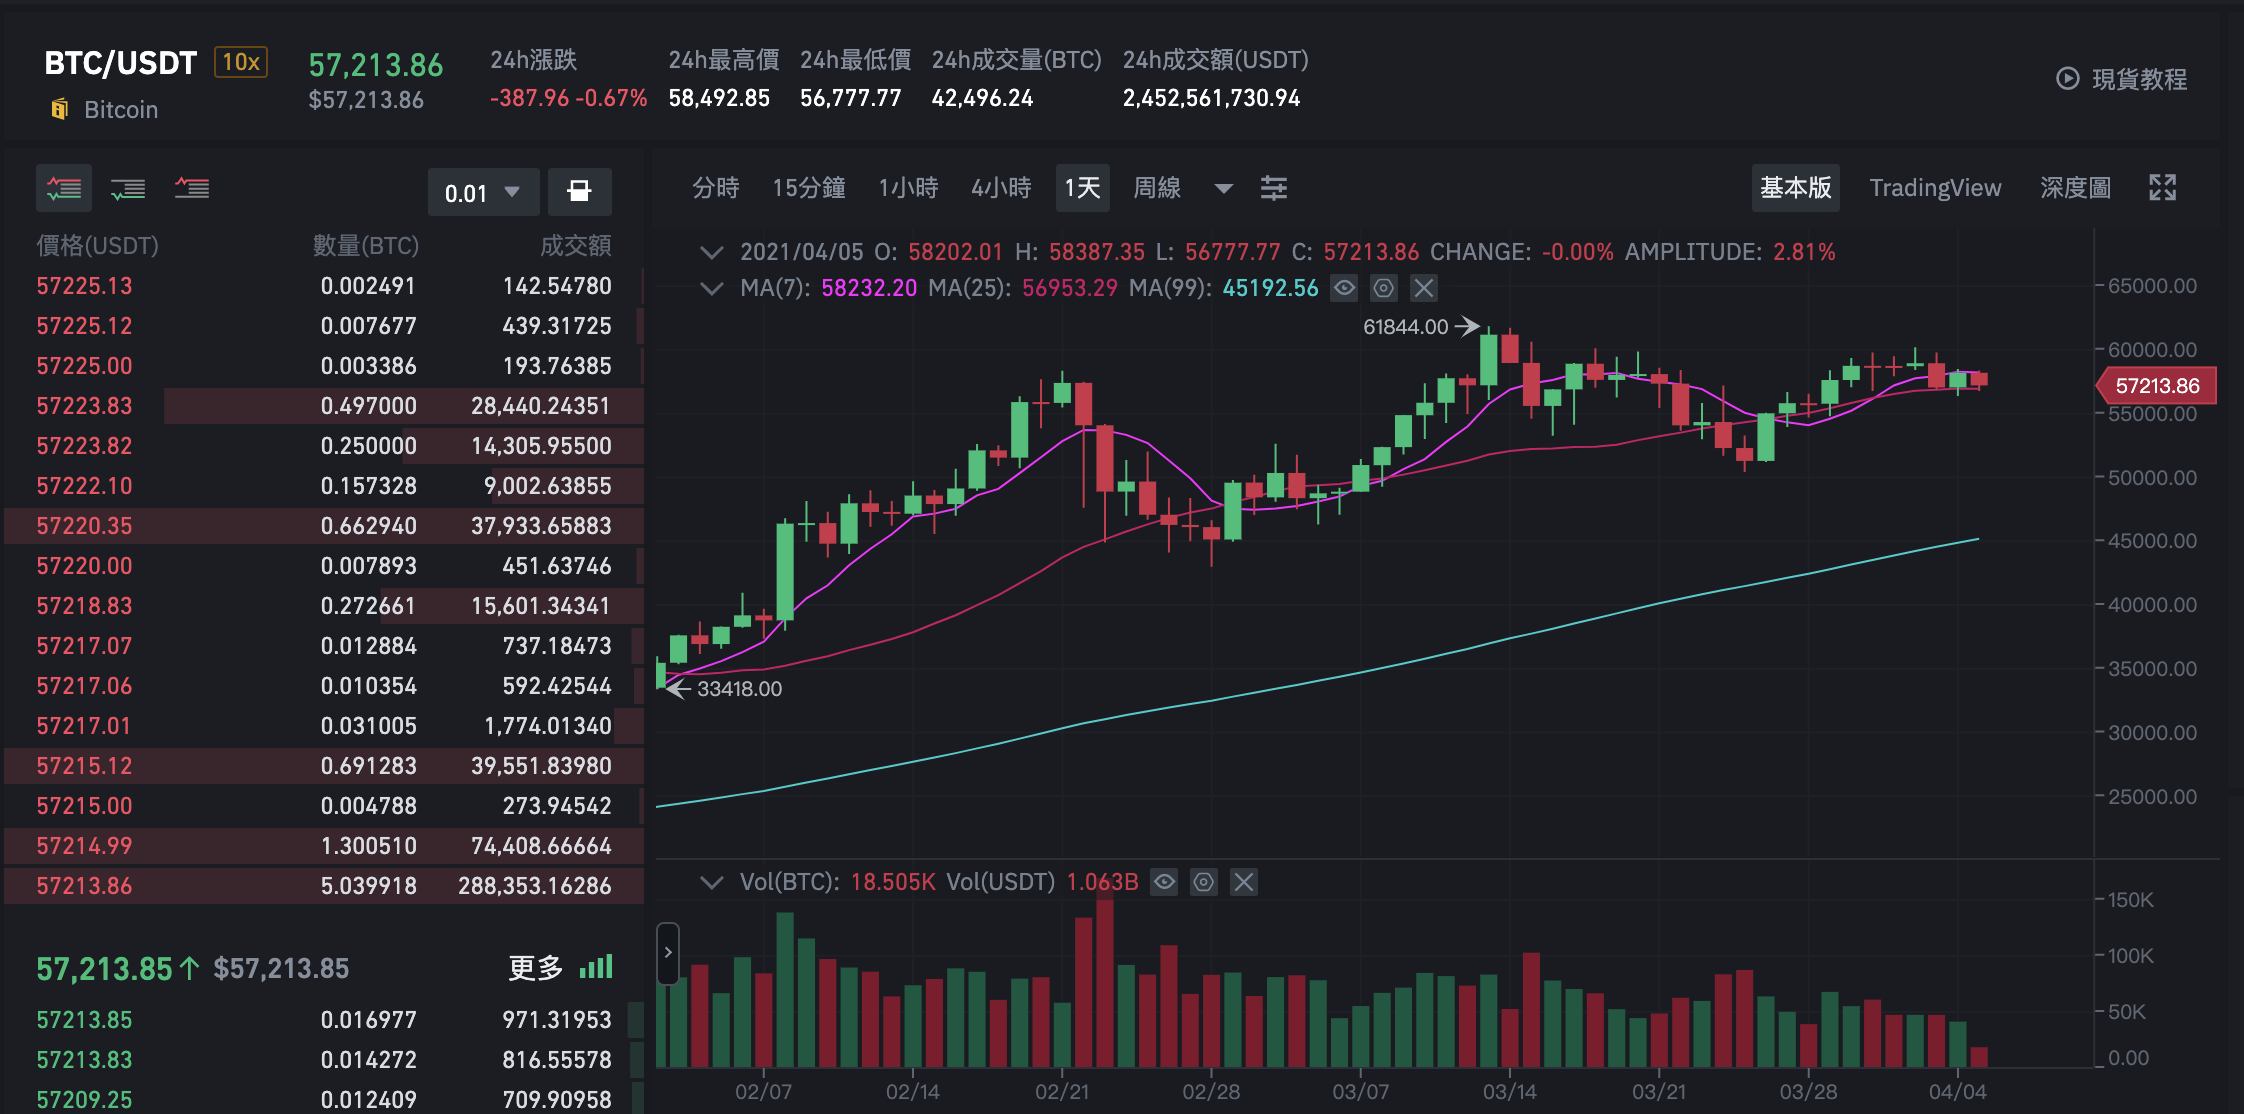 BTC/USDT 10x
Bitcoin
57,213.86
$57,213.86
24h漲跌
-387.96 -0.67%
24h最高價
58,492.85
24h最低價
56,777.77
24h成交量(BTC)
42,496.24
24h成交額(USDT)
2,452,561,730.94
現貨教程
0.01
價格(USDT) 數量(BTC) 成交額
57225.13 0.002491 142.54780
57225.12 0.007677 439.31725
57225.00 0.003386 193.76385
57223.83 0.497000 28,440.24351
57223.82 0.250000 14,305.95500
57222.10 0.157328 9,002.63855
57220.35 0.662940 37,933.65883
57220.00 0.007893 451.63746
57218.83 0.272661 15,601.34341
57217.07 0.012884 737.18473
57217.06 0.010354 592.42544
57217.01 0.031005 1,774.01340
57215.12 0.691283 39,551.83980
57215.00 0.004788 273.94542
57214.99 1.300510 74,408.66664
57213.86 5.039918 288,353.16286
57,213.85↑ $57,213.85 更多
57213.85 0.016977 971.31953
57213.83 0.014272 816.55578
57209.25 0.012409 709.90958
分時 15分鐘 1小時 4小時 1天 周線
基本版 TradingView 深度圖
2021/04/05 O: 58202.01 H: 58387.35 L: 56777.77 C: 57213.86 CHANGE: -0.00% AMPLITUDE: 2.81%
MA(7): 58232.20 MA(25): 56953.29 MA(99): 45192.56
61844.00
33418.00
65000.00
60000.00
57213.86
55000.00
50000.00
45000.00
40000.00
35000.00
30000.00
25000.00
Vol(BTC): 18.505K Vol(USDT) 1.063B
150K
100K
50K
0.00
02/07 02/14 02/21 02/28 03/07 03/14 03/21 03/28 04/04